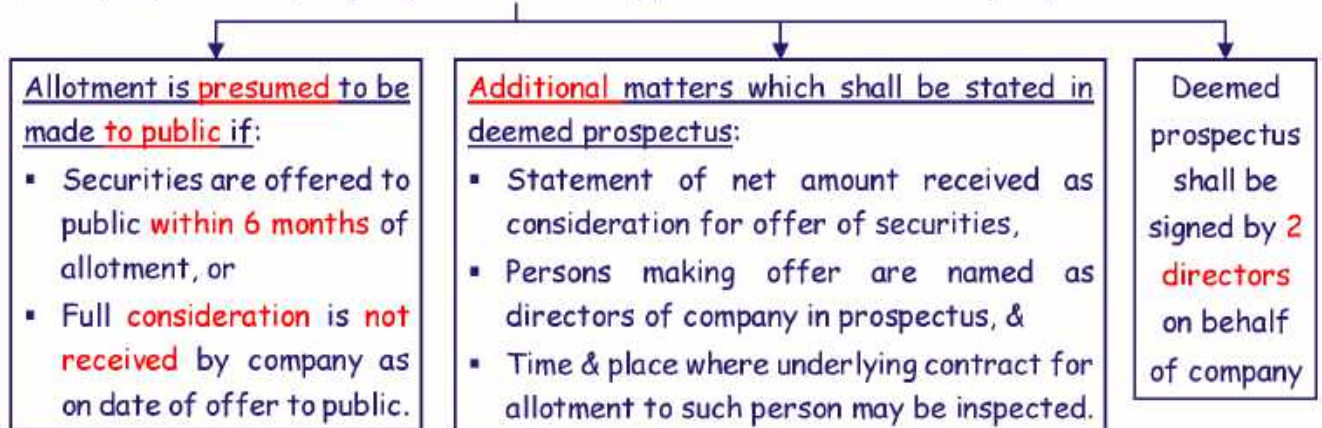 Allotment is presumed to be
made to public if:
▪ Securities are offered to
public within 6 months of
allotment, or
▪ Full consideration is not
received by company as
on date of offer to public.
Additional matters which shall be stated in
deemed prospectus:
▪ Statement of net amount received as
consideration for offer of securities,
▪ Persons making offer are named as
directors of company in prospectus, &
▪ Time & place where underlying contract for
allotment to such person may be inspected.
Deemed
prospectus
shall be
signed by 2
directors
on behalf
of company